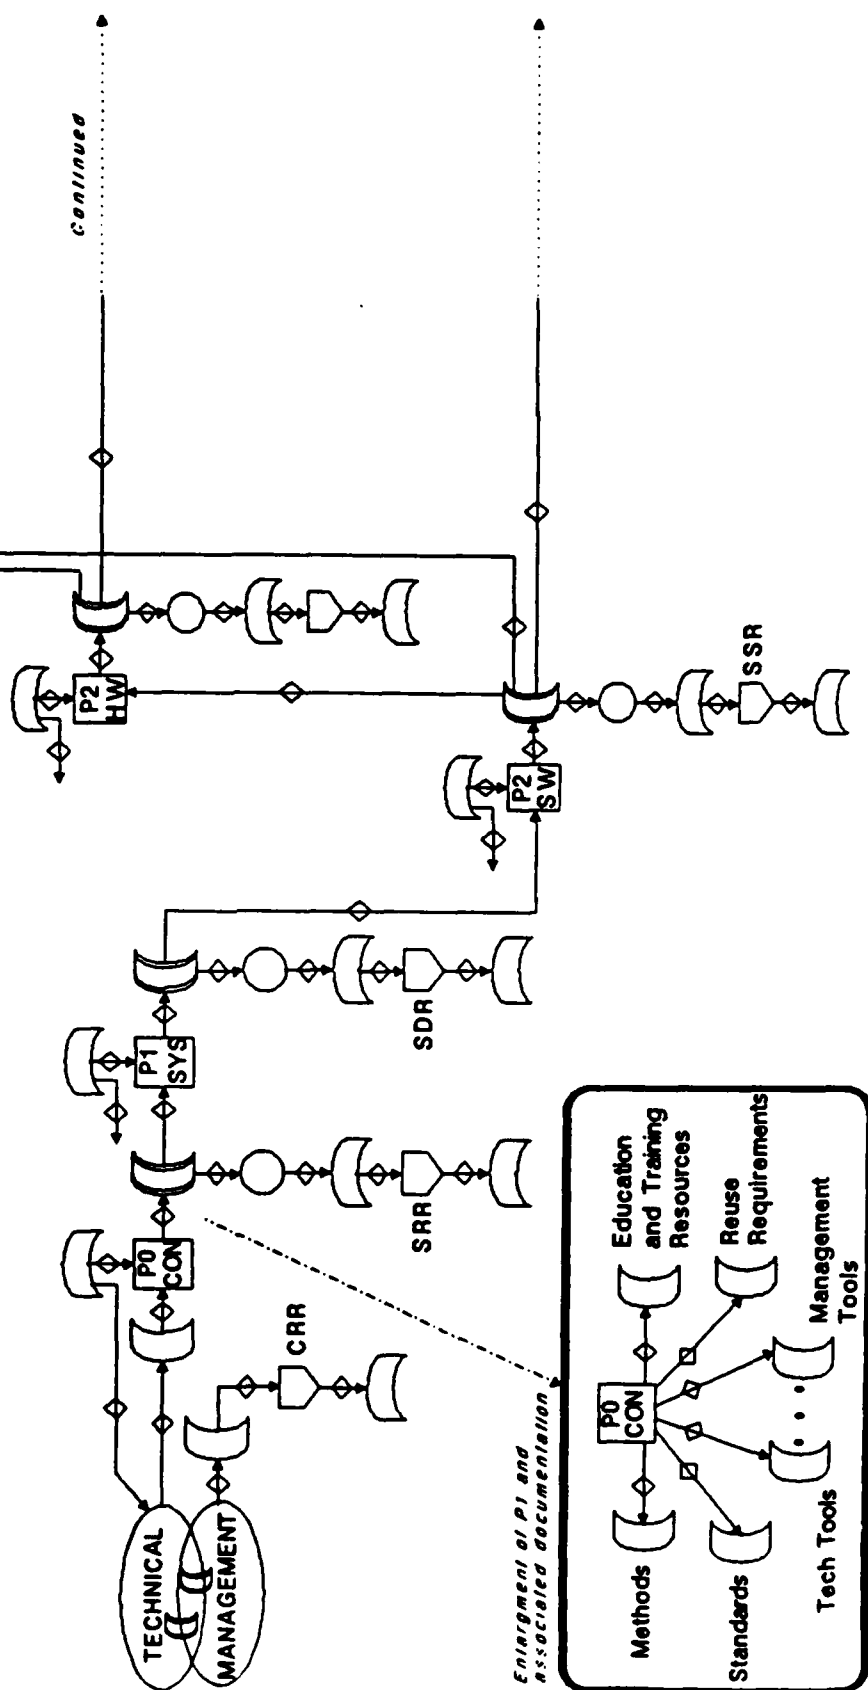 Continued
P2
HW
P2
SW
SSR
P1
SYS
SDR
P0
CON
SRR
CRR
TECHNICAL
MANAGEMENT
Enlargment of P1 and
Associated documentation
P0
CON
Methods
Standards
Tech Tools
Management
Tools
Reuse
Requirements
Education
and Training
Resources